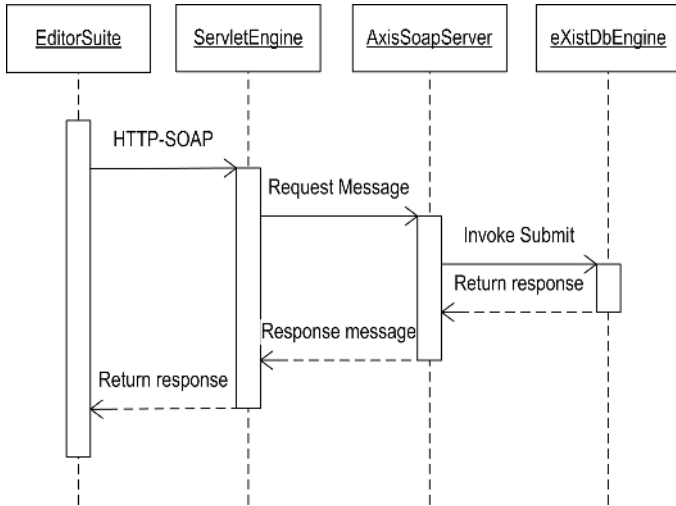 EditorSuite
ServletEngine
AxisSoapServer
eXistDbEngine
HTTP-SOAP
Request Message
Invoke Submit
Return response
Response message
Return response